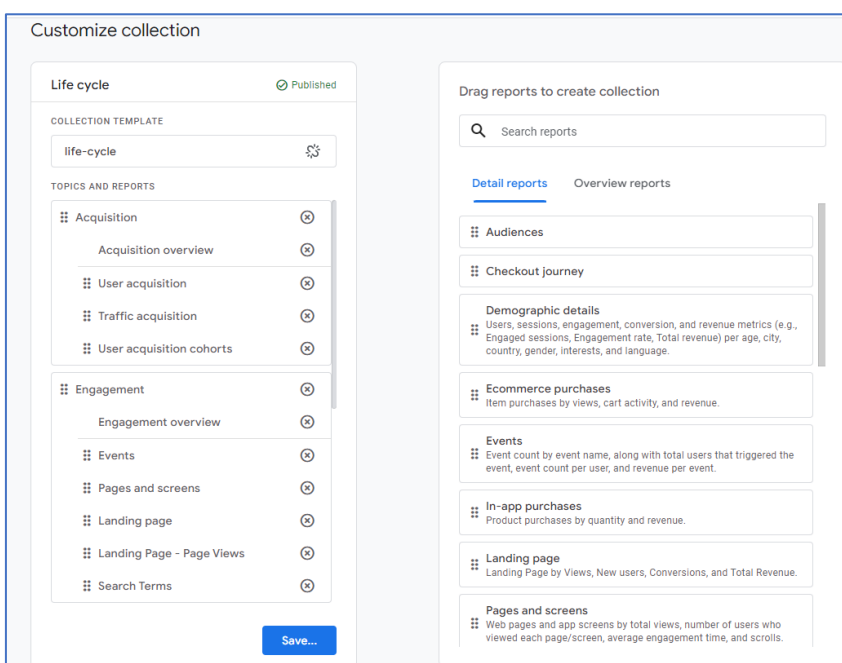 Customize collection
Life cycle
Published
COLLECTION TEMPLATE
life-cycle
TOPICS AND REPORTS
Acquisition
Acquisition overview
User acquisition
Traffic acquisition
User acquisition cohorts
Engagement
Engagement overview
Events
Pages and screens
Landing page
Landing Page - Page Views
Search Terms
Save...
Drag reports to create collection
Search reports
Detail reports
Overview reports
Audiences
Checkout journey
Demographic details
Users, sessions, engagement, conversion, and revenue metrics (e.g.,
Engaged sessions, Engagement rate, Total revenue) per age, city,
country, gender, interests, and language.
Ecommerce purchases
Item purchases by views, cart activity, and revenue.
Events
Event count by event name, along with total users that triggered the
event, event count per user, and revenue per event.
In-app purchases
Product purchases by quantity and revenue.
Landing page
Landing Page by Views, New users, Conversions, and Total Revenue.
Pages and screens
Web pages and app screens by total views, number of users who
viewed each page/screen, average engagement time, and scrolls.